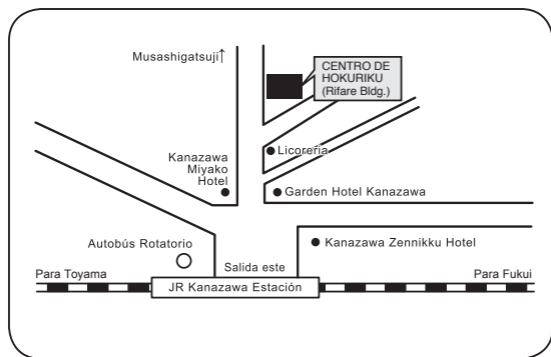 Musashigatsuji↑
CENTRO DE
HOKURIKU
(Rifare Bldg.)
Licorería
Kanazawa
Miyako
Hotel
Garden Hotel Kanazawa
Autobús Rotatorio
Kanazawa Zennikku Hotel
Salida este
Para Toyama
Para Fukui
JR Kanazawa Estación